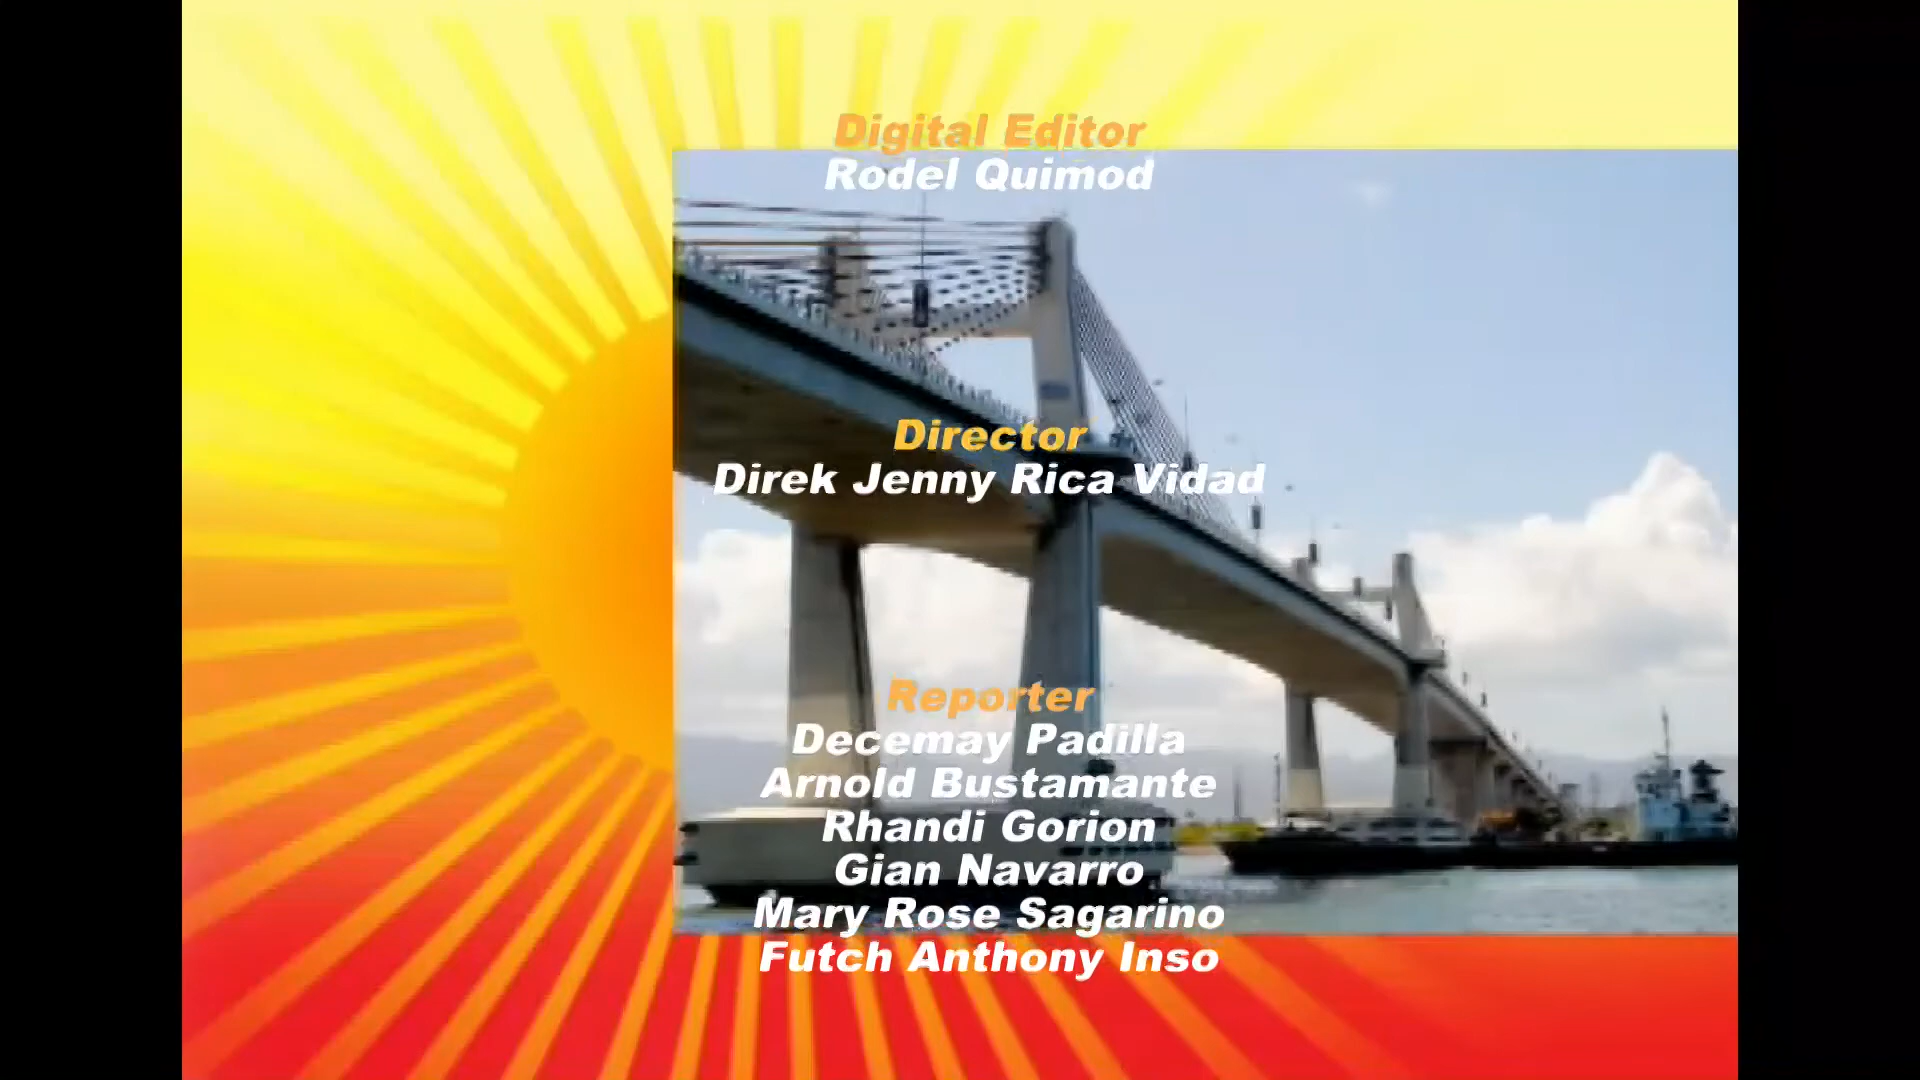 Digital Editor
Rodel Quimod
Director
Direk Jenny Rica Vidad
Reporter
Decemay Padilla
Arnold Bustamante
Rhandi Gorion
Gian Navarro
Mary Rose Sagarino
Futch Anthony Inso